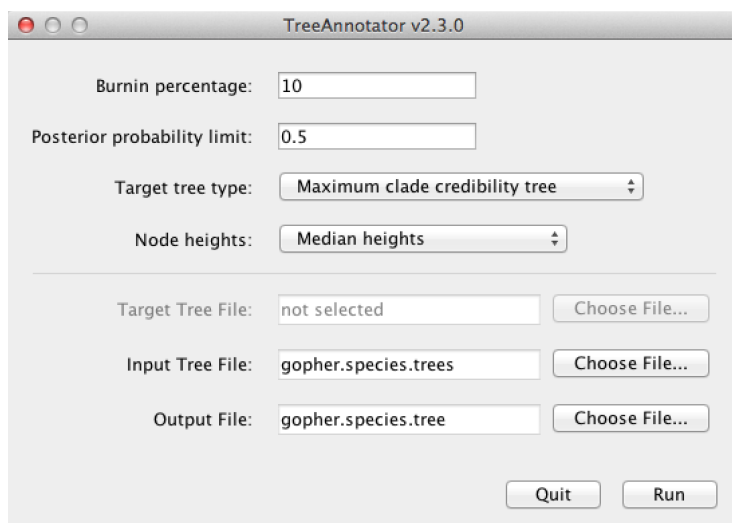 TreeAnnotator v2.3.0
Burnin percentage: 10
Posterior probability limit: 0.5
Target tree type: Maximum clade credibility tree
Node heights: Median heights
Target Tree File: not selected Choose File...
Input Tree File: gopher.species.trees Choose File...
Output File: gopher.species.tree Choose File...
Quit Run